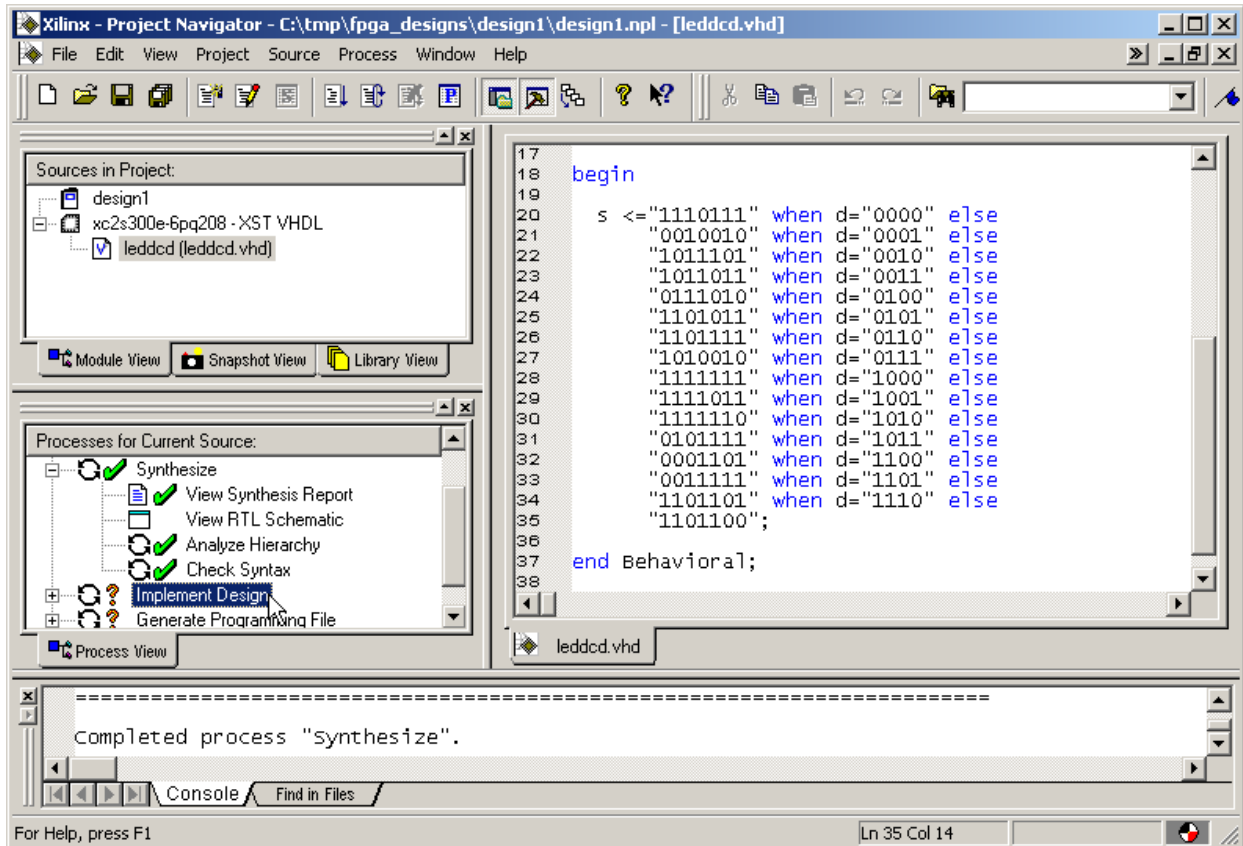 Xilinx - Project Navigator - C:\tmp\fpga_designs\design1\design1.npl - [leddcd.vhd]
File Edit View Project Source Process Window Help
Sources in Project:
design1
xc2s300e-6pq208 - XST VHDL
leddcd (leddcd.vhd)
Module View Snapshot View Library View
Processes for Current Source:
Synthesize
View Synthesis Report
View RTL Schematic
Analyze Hierarchy
Check Syntax
Implement Design
Generate Programming File
Process View
17
18 begin
19
20 s <="1110111" when d="0000" else
21 "0010010" when d="0001" else
22 "1011101" when d="0010" else
23 "1011011" when d="0011" else
24 "0111010" when d="0100" else
25 "1101011" when d="0101" else
26 "1101111" when d="0110" else
27 "1010010" when d="0111" else
28 "1111111" when d="1000" else
29 "1111011" when d="1001" else
30 "1111110" when d="1010" else
31 "0101111" when d="1011" else
32 "0001101" when d="1100" else
33 "0011111" when d="1101" else
34 "1101101" when d="1110" else
35 "1101100";
36
37 end Behavioral;
38
leddcd.vhd
=========================================================================
Completed process "Synthesize".
Console Find in Files
For Help, press F1 Ln 35 Col 14